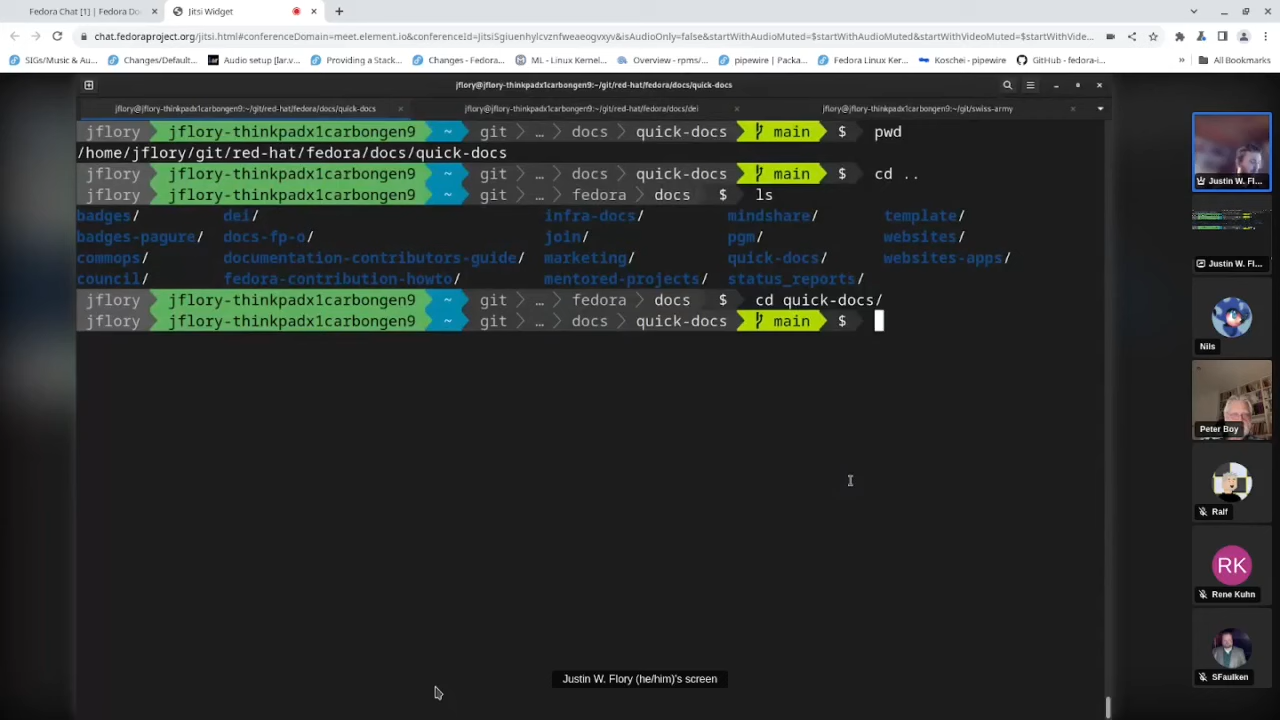 Fedora Chat [1] | Fedora Do
Jitsi Widget
chat.fedoraproject.org/jitsi.html#conferenceDomain=meet.element.io&conferenceId=JitsiSgiuenhylcvznfweaeogvxyv&isAudioOnly=false&startWithAudioMuted=$startWithAudioMuted&startWithVideoMuted=$startWithVideoM...
SIGs/Music & Au...
Changes/Default...
Audio setup [lar.v...
Providing a Stack...
Changes - Fedora...
ML - Linux Kernel...
Overview - rpms/...
pipewire | Packa...
Fedora Linux Ker...
Koschei - pipewire
GitHub - fedora-i...
All Bookmarks
jflory@jflory-thinkpadx1carbongen9:~/git/red-hat/fedora/docs/quick-docs
jflory@jflory-thinkpadx1carbongen9:~/git/red-hat/fedora/docs/quick-docs
jflory@jflory-thinkpadx1carbongen9:~/git/red-hat/fedora/docs/dei
jflory@jflory-thinkpadx1carbongen9:~/git/swiss-army
jflory jflory-thinkpadx1carbongen9 ~ git … docs quick-docs main $ pwd
/home/jflory/git/red-hat/fedora/docs/quick-docs
jflory jflory-thinkpadx1carbongen9 ~ git … docs quick-docs main $ cd ..
jflory jflory-thinkpadx1carbongen9 ~ git … fedora docs $ ls
badges/ dei/ infra-docs/ mindshare/ template/
badges-pagure/ docs-fp-o/ join/ pgm/ websites/
commops/ documentation-contributors-guide/ marketing/ quick-docs/ websites-apps/
council/ fedora-contribution-howto/ mentored-projects/ status_reports/
jflory jflory-thinkpadx1carbongen9 ~ git … fedora docs $ cd quick-docs/
jflory jflory-thinkpadx1carbongen9 ~ git … docs quick-docs main $
Justin W. Fl...
Justin W. Fl...
Nils
Peter Boy
Ralf
RK
Rene Kuhn
SFaulken
Justin W. Flory (he/him)'s screen